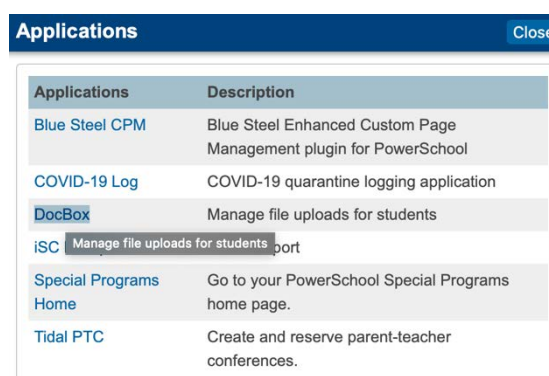 Applications Close
Applications Description
Blue Steel CPM Blue Steel Enhanced Custom Page
Management plugin for PowerSchool
COVID-19 Log COVID-19 quarantine logging application
DocBox Manage file uploads for students
iSC Manage file uploads for students port
Special Programs Go to your PowerSchool Special Programs
Home home page.
Tidal PTC Create and reserve parent-teacher
conferences.